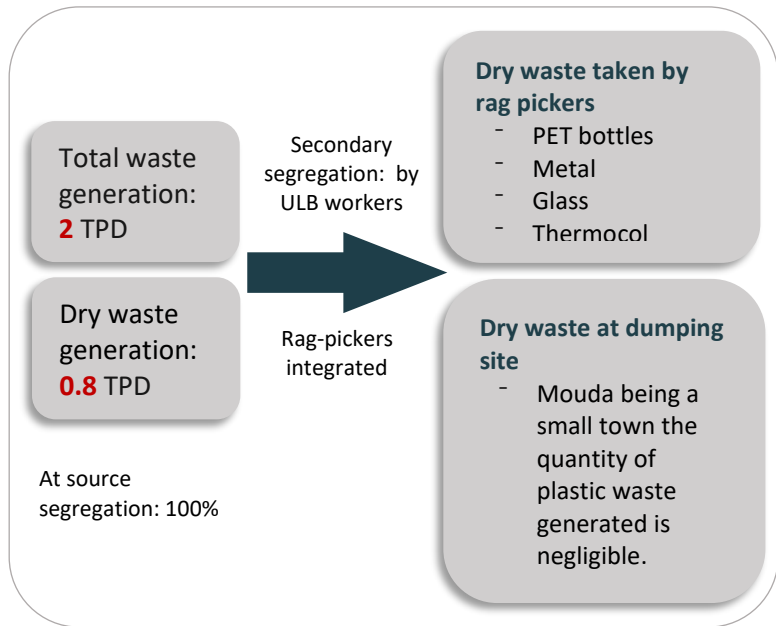 Total waste
generation:
2 TPD
Dry waste
generation:
0.8 TPD
At source
segregation: 100%
Secondary
segregation:  by
ULB workers
Rag-pickers
integrated
Dry waste taken by
rag pickers
- PET bottles
- Metal
- Glass
- Thermocol
Dry waste at dumping
site
- Mouda being a
small town the
quantity of
plastic waste
generated is
negligible.